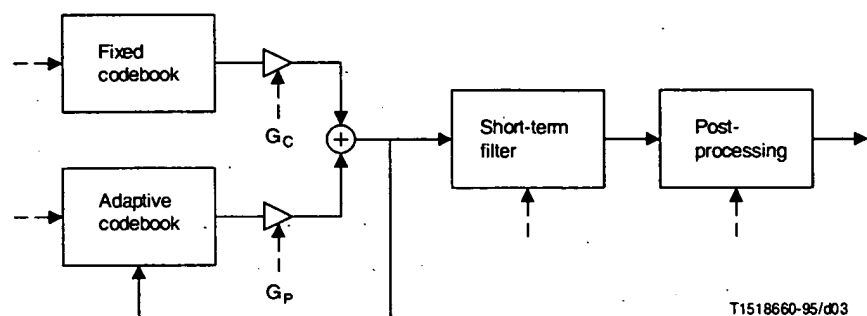 Fixed
codebook
G_C
Adaptive
codebook
G_P
+
Short-term
filter
Post-
processing
T1518660-95/d03